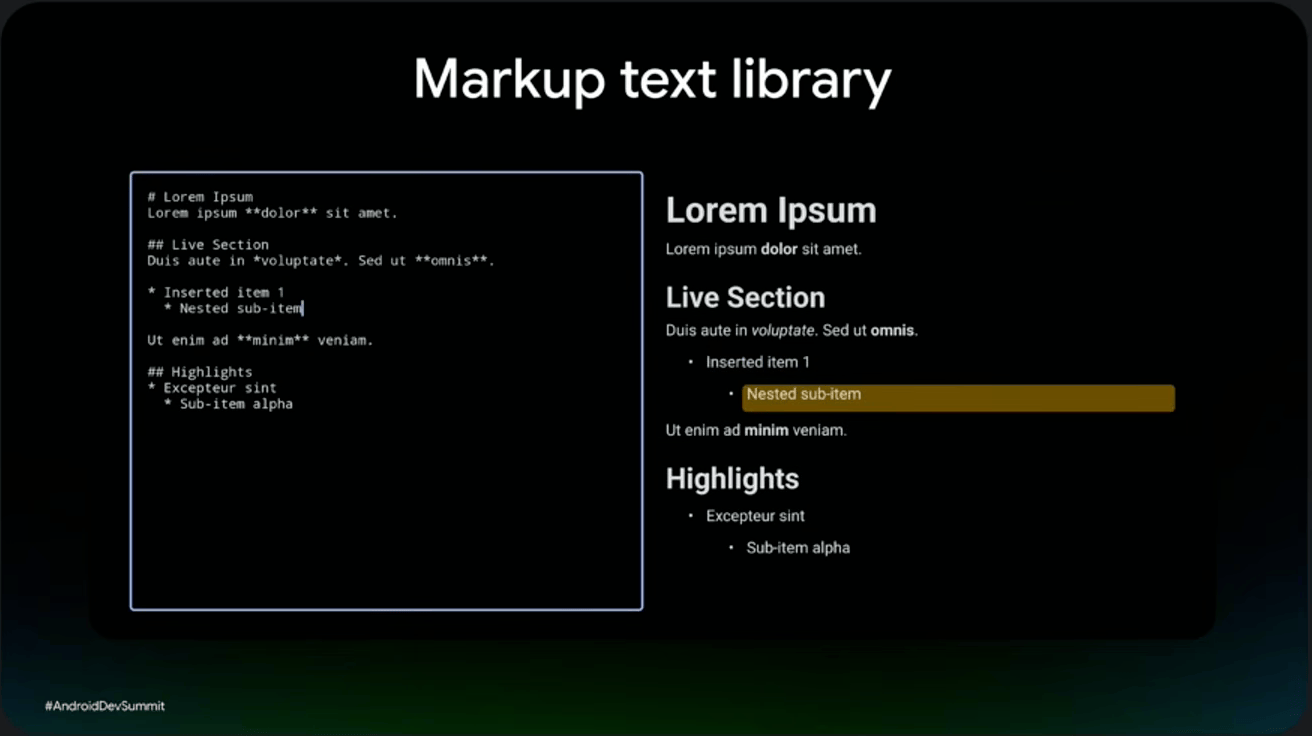 Markup text library
# Lorem Ipsum
Lorem ipsum **dolor** sit amet.
## Live Section
Duis aute in *voluptate*. Sed ut **omnis**.
* Inserted item 1
  * Nested sub-item
Ut enim ad **minim** veniam.
## Highlights
* Excepteur sint
  * Sub-item alpha
Lorem Ipsum
Lorem ipsum dolor sit amet.
Live Section
Duis aute in voluptate. Sed ut omnis.
• Inserted item 1
• Nested sub-item
Ut enim ad minim veniam.
Highlights
• Excepteur sint
• Sub-item alpha
#AndroidDevSummit